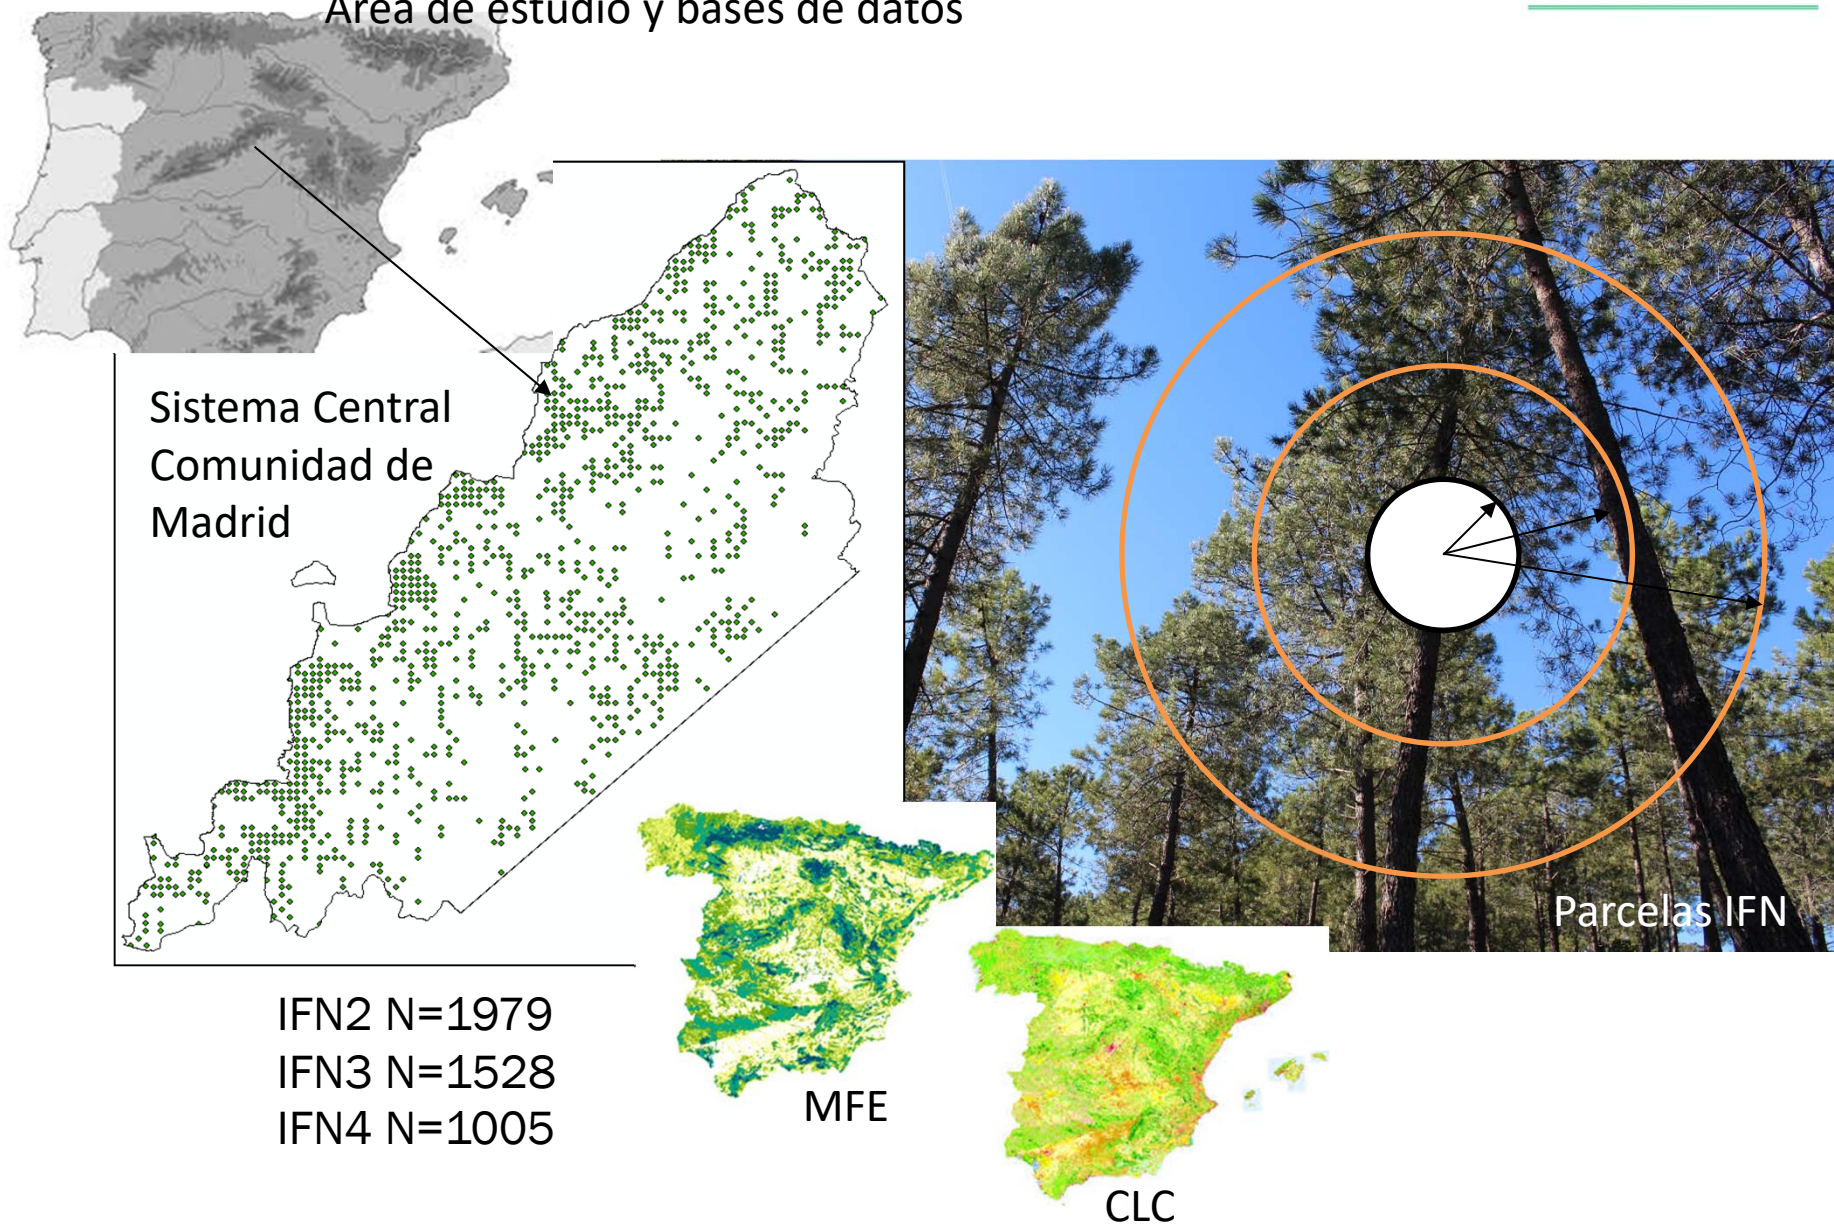 Área de estudio y bases de datos
Sistema Central
Comunidad de
Madrid
Parcelas IFN
IFN2 N=1979
IFN3 N=1528
IFN4 N=1005
MFE
CLC